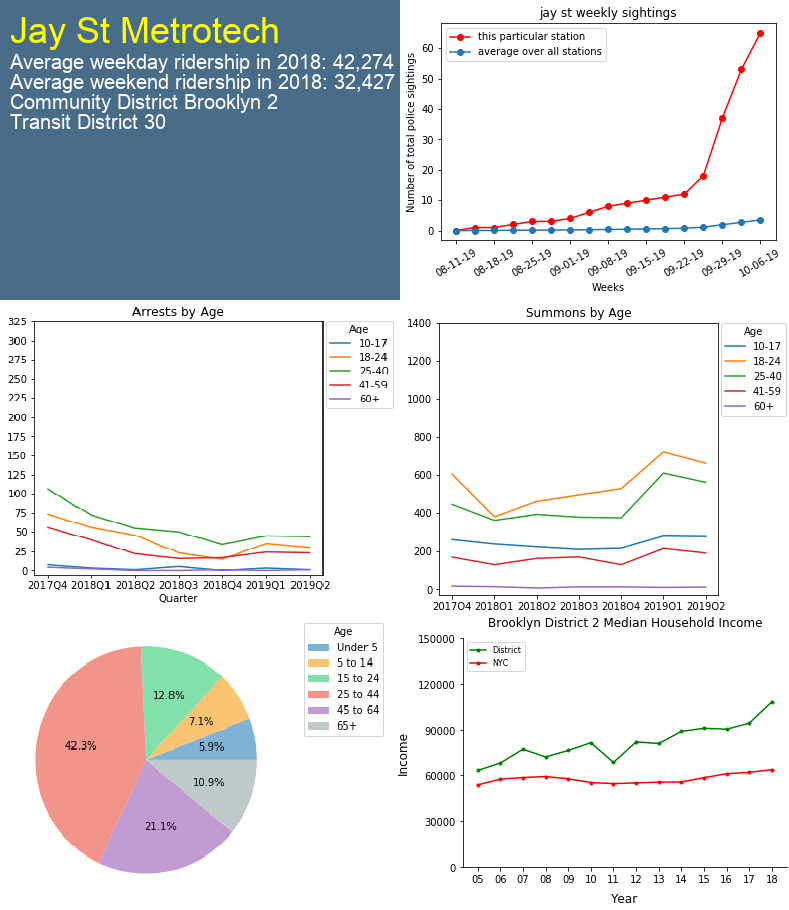 Jay St Metrotech
Average weekday ridership in 2018: 42,274
Average weekend ridership in 2018: 32,427
Community District Brooklyn 2
Transit District 30
jay st weekly sightings
this particular station
average over all stations
Number of total police sightings
60
50
40
30
20
10
0
08-11-19
08-18-19
08-25-19
09-01-19
09-08-19
09-15-19
09-22-19
09-29-19
10-06-19
Weeks
Arrests by Age
325
300
275
250
225
200
175
150
125
100
75
50
25
0
2017Q4
2018Q1
2018Q2
2018Q3
2018Q4
2019Q1
2019Q2
Quarter
Age
10-17
18-24
25-40
41-59
60+
Summons by Age
1400
1200
1000
800
600
400
200
0
2017Q4
2018Q1
2018Q2
2018Q3
2018Q4
2019Q1
2019Q2
Age
10-17
18-24
25-40
41-59
60+
12.8%
7.1%
42.3%
5.9%
10.9%
21.1%
Age
Under 5
5 to 14
15 to 24
25 to 44
45 to 64
65+
Brooklyn District 2 Median Household Income
District
NYC
Income
150000
120000
90000
60000
30000
0
05
06
07
08
09
10
11
12
13
14
15
16
17
18
Year